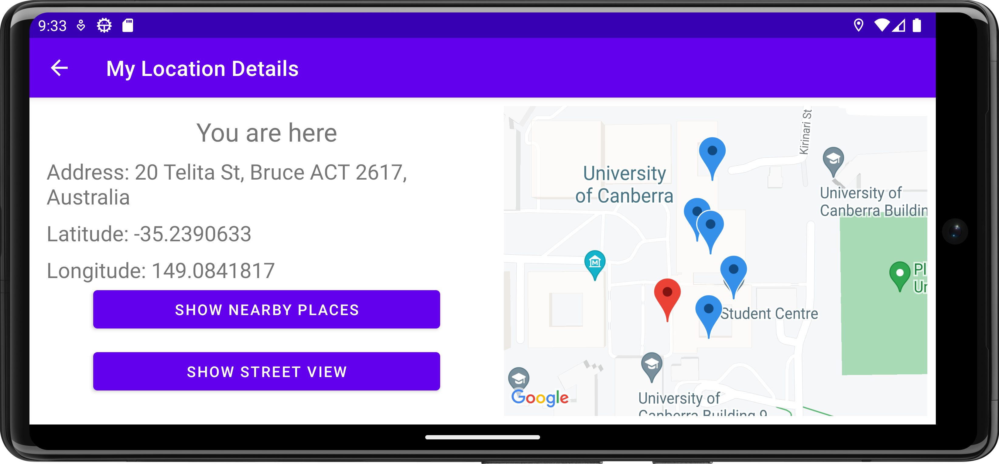 9:33
My Location Details
You are here
Address: 20 Telita St, Bruce ACT 2617,
Australia
Latitude: -35.2390633
Longitude: 149.0841817
SHOW NEARBY PLACES
SHOW STREET VIEW
Kirinari St
University
of Canberra
University of
Canberra Buildin
M
Pl
Ur
Student Centre
University of
Canberra Building 9
Google